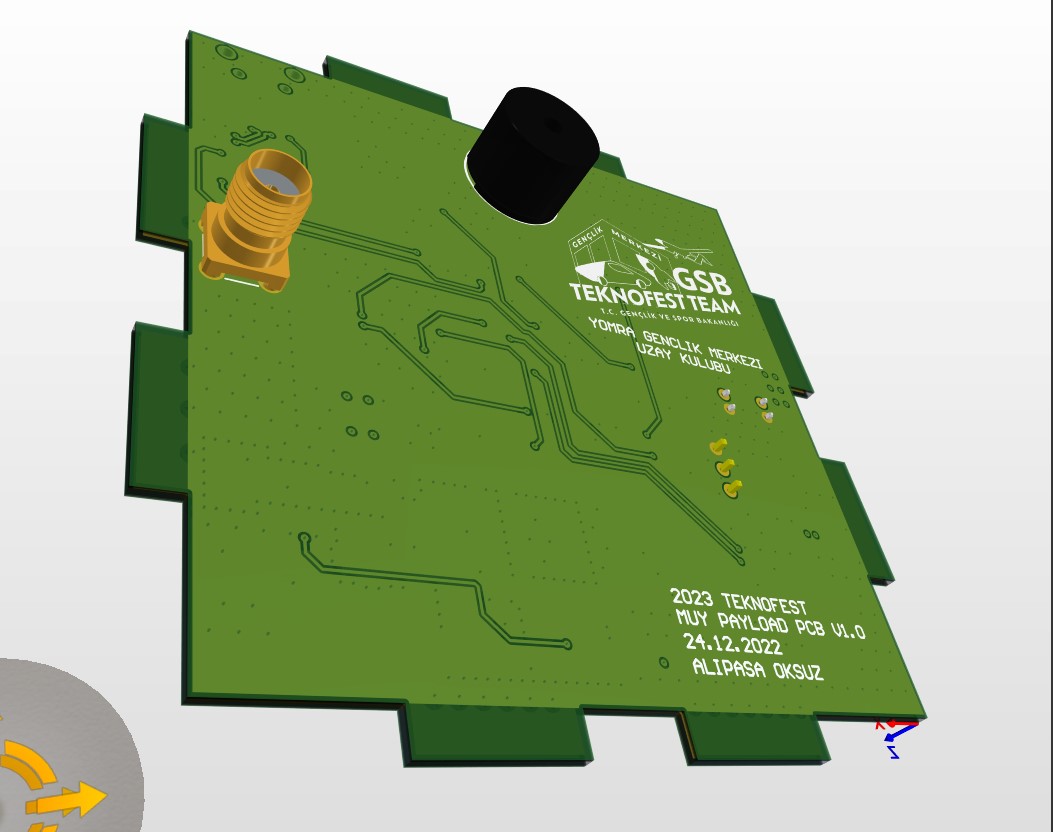 GENÇLİK MERKEZİ
GSB
TEKNOFEST TEAM
T.C. GENÇLİK VE SPOR BAKANLIĞI
YOMRA GENCLIK MERKEZI
UZAY KULUBU
2023 TEKNOFEST
MUY PAYLOAD PCB V1.0
24.12.2022
ALIPASA OKSUZ
X
Z